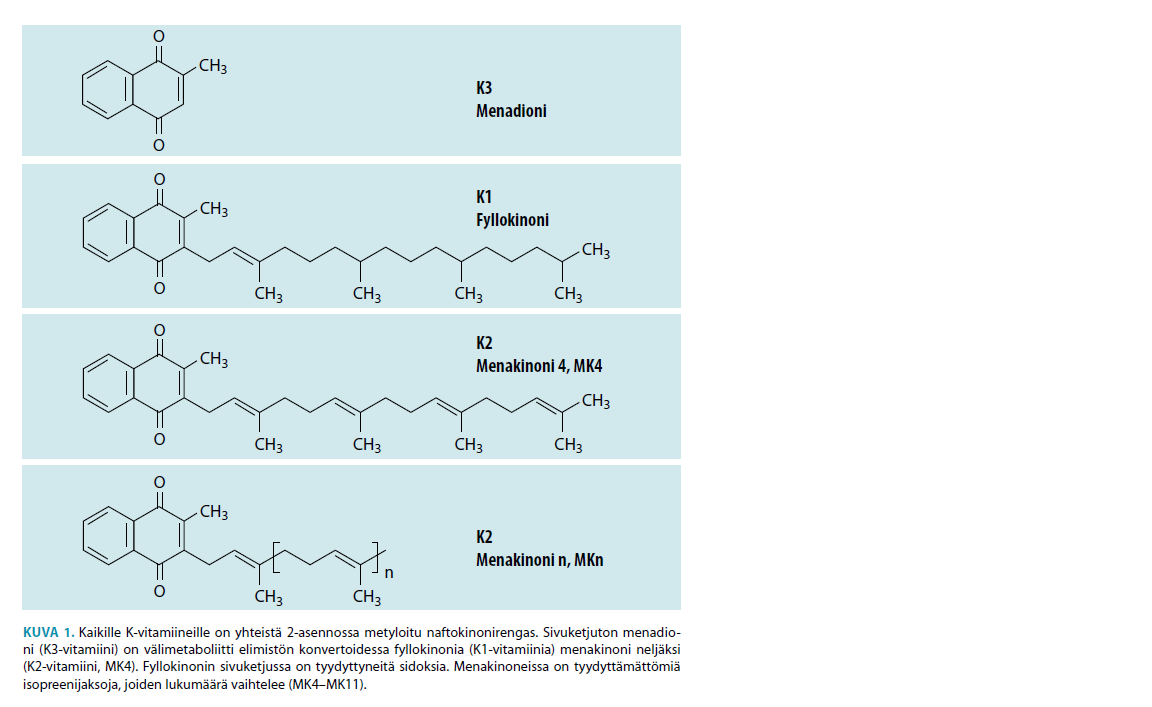 O
CH3
O
K3
Menadioni
O
CH3
O
K1
Fyllokinoni
CH3
CH3
CH3
CH3
CH3
O
CH3
O
K2
Menakinoni 4, MK4
CH3
CH3
CH3
CH3
CH3
O
CH3
O
K2
Menakinoni n, MKn
n
CH3
CH3
KUVA 1. Kaikille K-vitamiineille on yhteistä 2-asennossa metyloitu naftokinonirengas. Sivuketjuton menadio-
ni (K3-vitamiini) on välimetaboliitti elimistön konvertoidessa fyllokinonia (K1-vitamiinia) menakinoni neljäksi
(K2-vitamiini, MK4). Fyllokinonin sivuketjussa on tyydyttyneitä sidoksia. Menakinoneissa on tyydyttämättömiä
isopreenijaksoja, joiden lukumäärä vaihtelee (MK4–MK11).